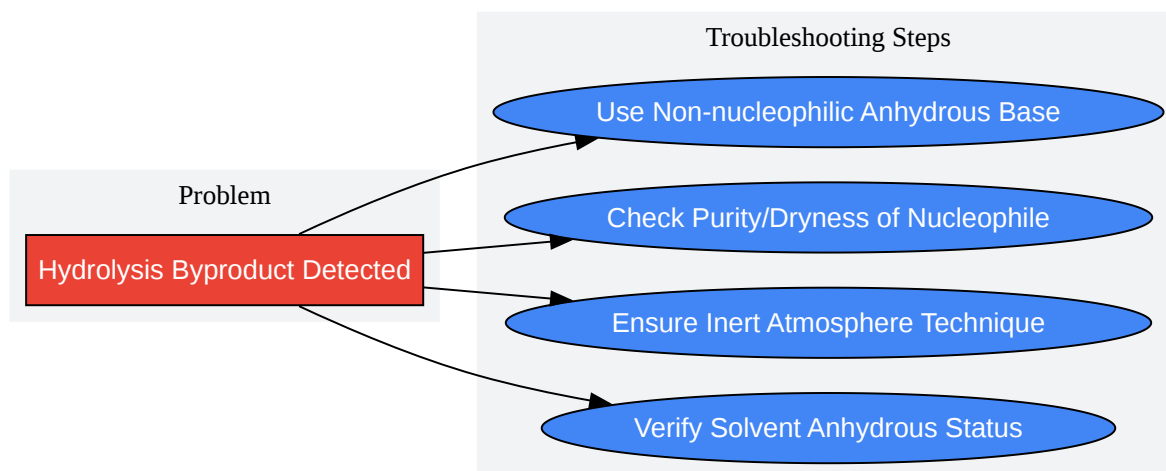 Troubleshooting Steps
Use Non-nucleophilic Anhydrous Base
Check Purity/Dryness of Nucleophile
Problem
Hydrolysis Byproduct Detected
Ensure Inert Atmosphere Technique
Verify Solvent Anhydrous Status